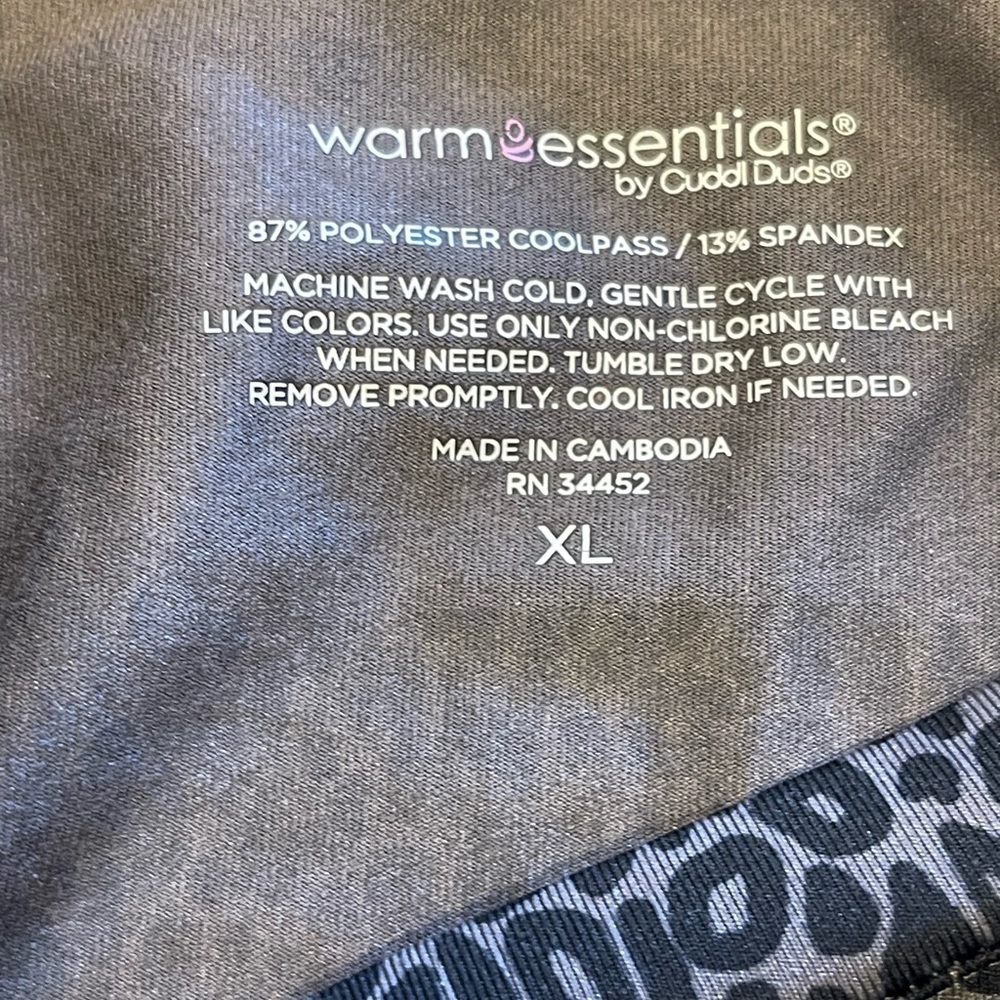 warm essentials®
by Cuddl Duds®
87% POLYESTER COOLPASS / 13% SPANDEX
MACHINE WASH COLD, GENTLE CYCLE WITH
LIKE COLORS. USE ONLY NON-CHLORINE BLEACH
WHEN NEEDED. TUMBLE DRY LOW.
REMOVE PROMPTLY. COOL IRON IF NEEDED.
MADE IN CAMBODIA
RN 34452
XL